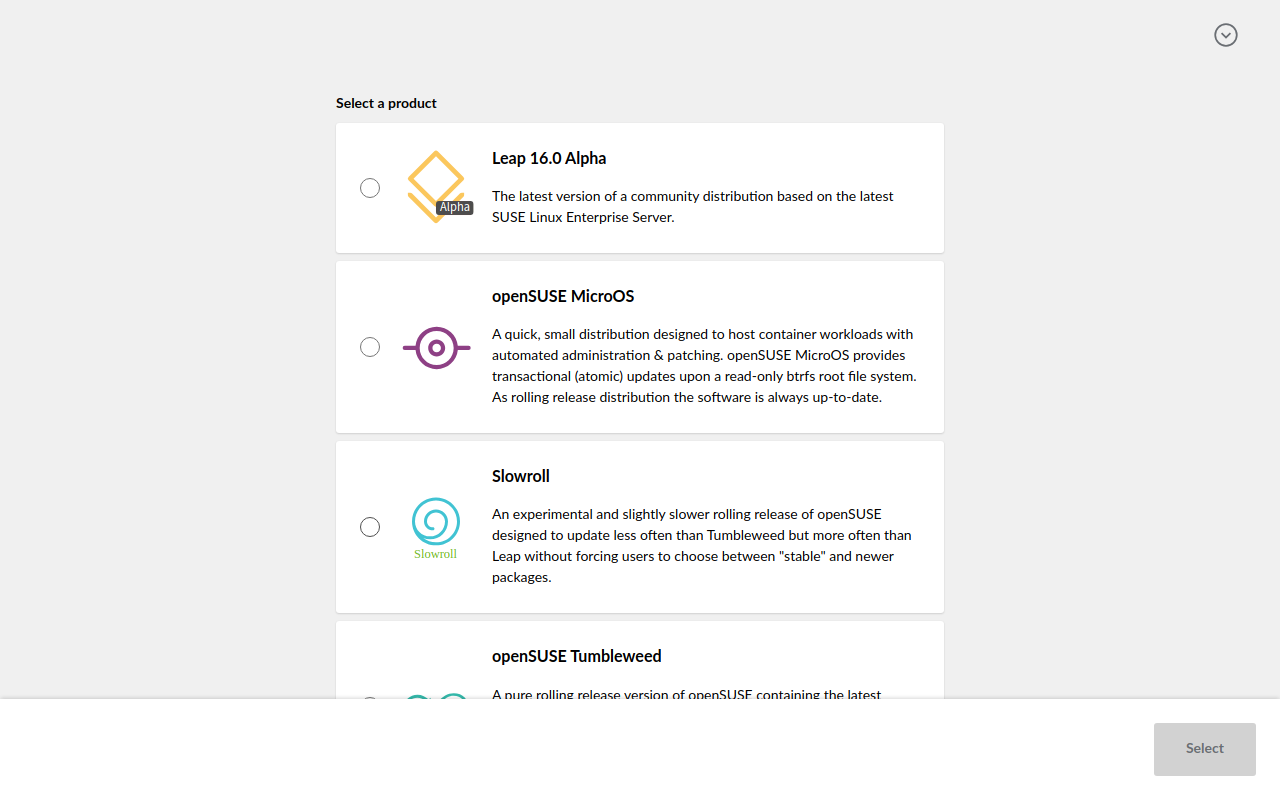 Select a product
Leap 16.0 Alpha
Alpha
The latest version of a community distribution based on the latest
SUSE Linux Enterprise Server.
openSUSE MicroOS
A quick, small distribution designed to host container workloads with
automated administration & patching. openSUSE MicroOS provides
transactional (atomic) updates upon a read-only btrfs root file system.
As rolling release distribution the software is always up-to-date.
Slowroll
Slowroll
An experimental and slightly slower rolling release of openSUSE
designed to update less often than Tumbleweed but more often than
Leap without forcing users to choose between "stable" and newer
packages.
openSUSE Tumbleweed
A pure rolling release version of openSUSE containing the latest
Select